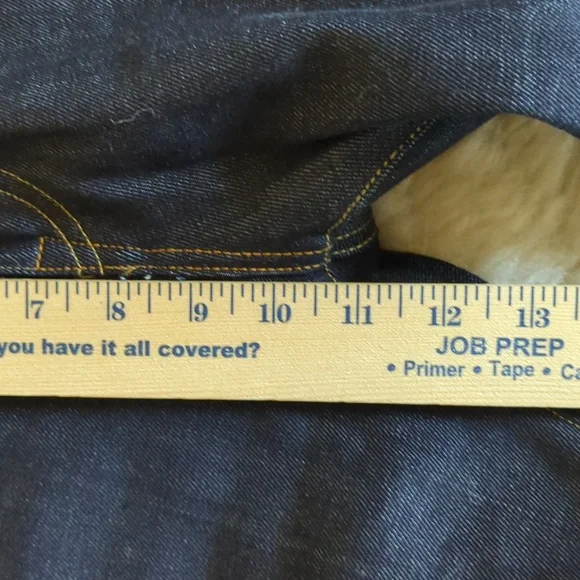 7 8 9 10 11 12 13
you have it all covered? JOB PREP
• Primer • Tape •